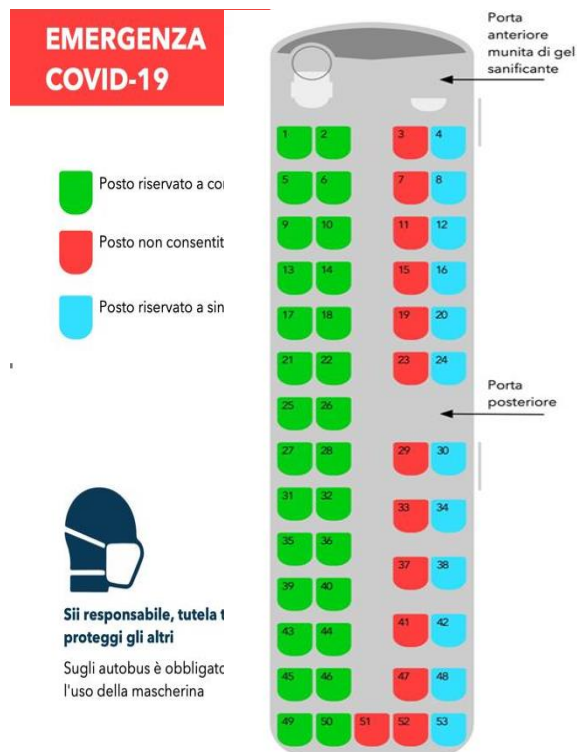 EMERGENZA
COVID-19
Posto riservato a
Posto non
Posto riservato a
Sii responsabile, tutela
proteggi gli altri
Sugli autobus è
l'uso della mascherina
Porta
anteriore
munita di gel
sanificante
1 2 3 4
5 6 7 8
9 10 11 12
13 14 15 16
17 18 19 20
21 22 23 24
Porta
posteriore
25 26
27 28 29 30
31 32 33 34
35 36 37 38
39 40 41 42
43 44
45 46 47 48
49 50 51 52 53